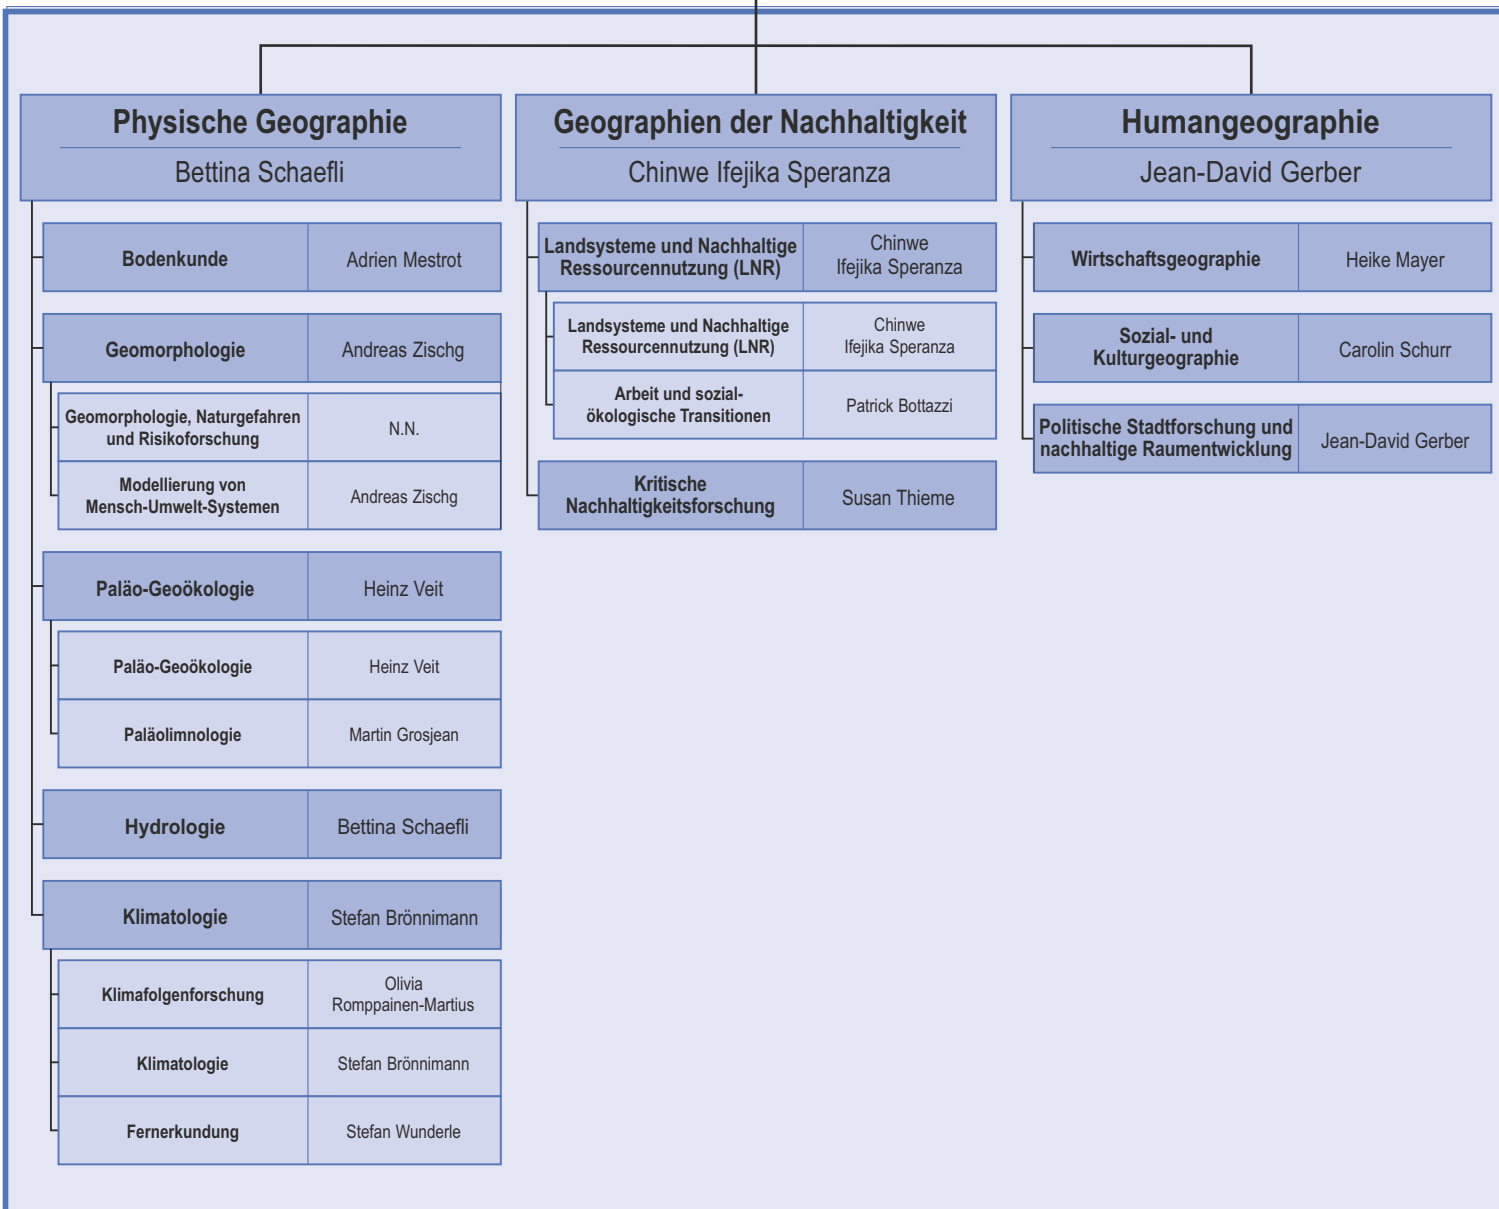 Physische Geographie
Bettina Schaefli
Bodenkunde
Adrien Mestrot
Geomorphologie
Andreas Zischg
Geomorphologie, Naturgefahren
und Risikoforschung
N.N.
Modellierung von
Mensch-Umwelt-Systemen
Andreas Zischg
Paläo-Geoökologie
Heinz Veit
Paläo-Geoökologie
Heinz Veit
Paläolimnologie
Martin Grosjean
Hydrologie
Bettina Schaefli
Klimatologie
Stefan Brönnimann
Klimafolgenforschung
Olivia
Romppainen-Martius
Klimatologie
Stefan Brönnimann
Fernerkundung
Stefan Wunderle
Geographien der Nachhaltigkeit
Chinwe Ifejika Speranza
Landsysteme und Nachhaltige
Ressourcennutzung (LNR)
Chinwe
Ifejika Speranza
Landsysteme und Nachhaltige
Ressourcennutzung (LNR)
Chinwe
Ifejika Speranza
Arbeit und sozial-
ökologische Transitionen
Patrick Bottazzi
Kritische
Nachhaltigkeitsforschung
Susan Thieme
Humangeographie
Jean-David Gerber
Wirtschaftsgeographie
Heike Mayer
Sozial- und
Kulturgeographie
Carolin Schurr
Politische Stadtforschung und
nachhaltige Raumentwicklung
Jean-David Gerber